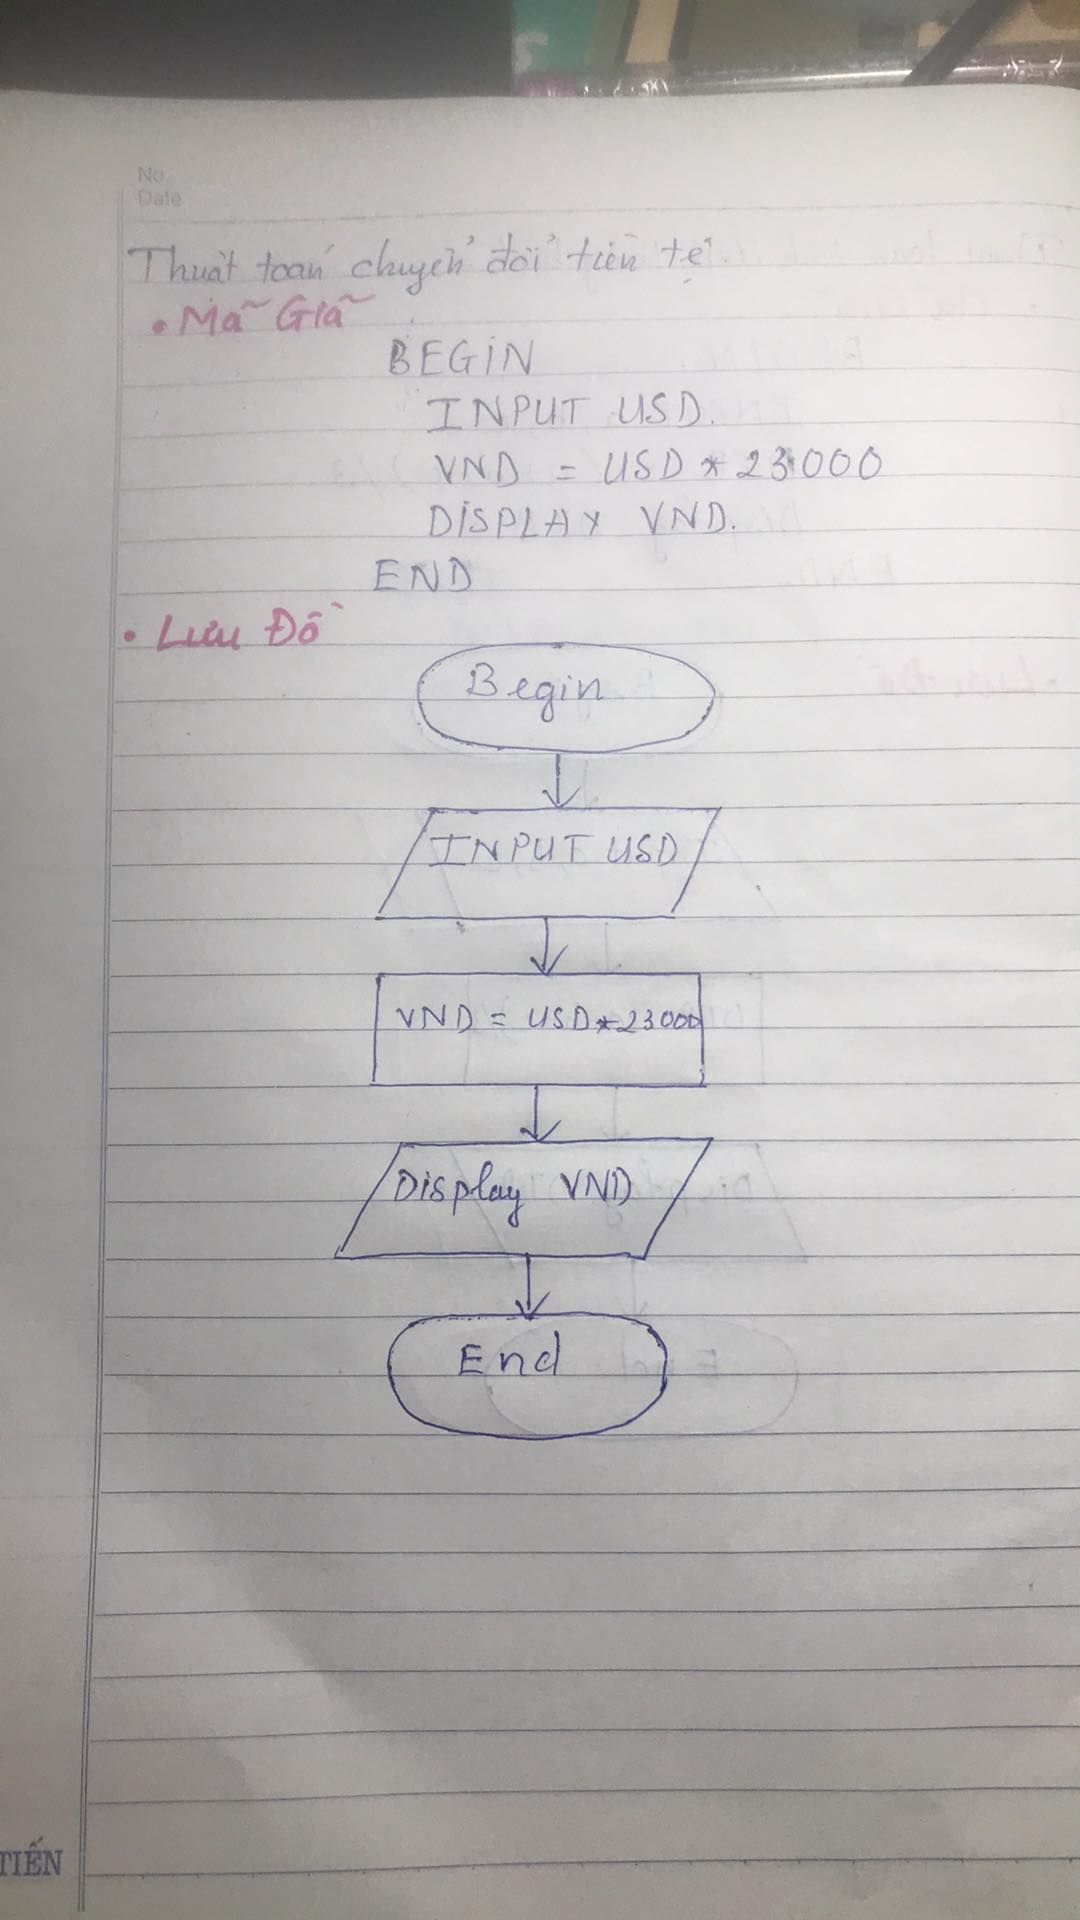 No.
Date
Thuật toán chuyển đổi tiền tệ
• Mã Giã
BEGIN
INPUT USD.
VND = USD * 23000
DISPLAY VND.
END
• Lưu Đồ
Begin
INPUT USD
VND = USD * 23000
Display VND
End
TIẾN